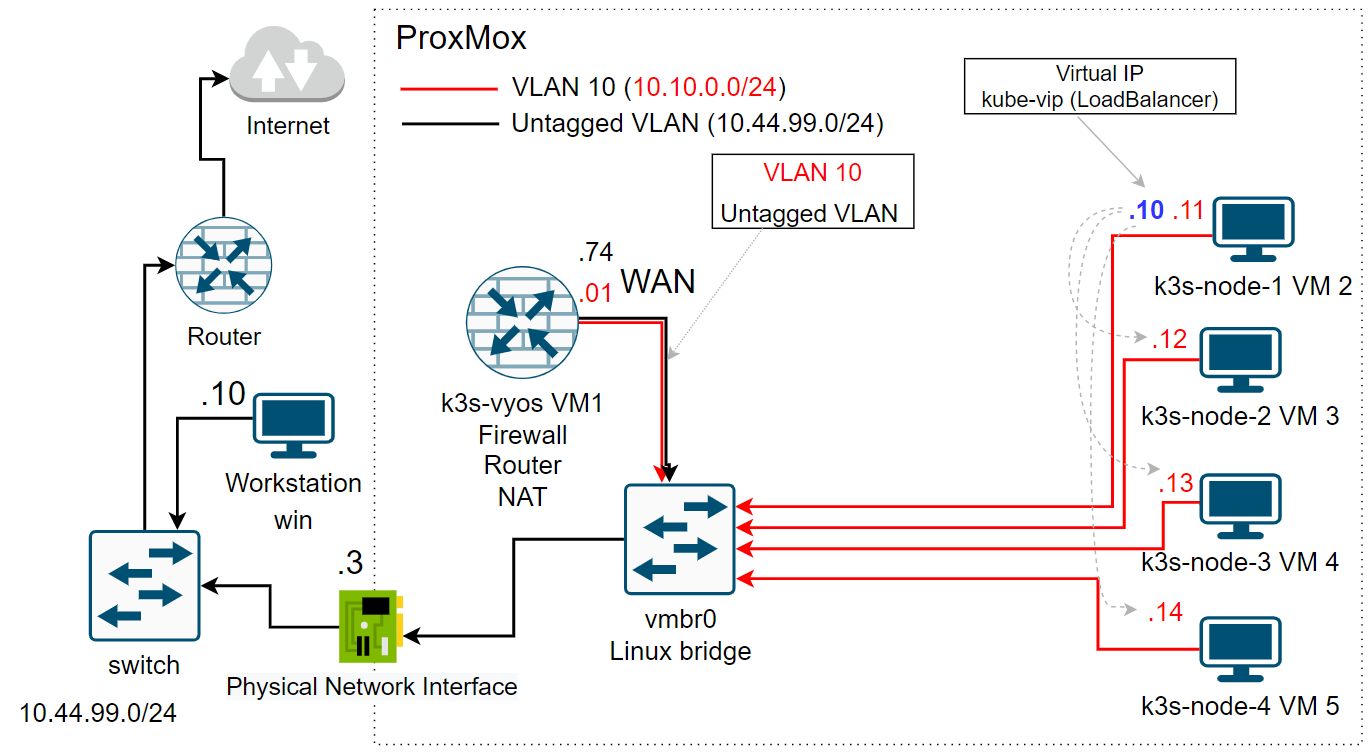 ProxMox
VLAN 10 (10.10.0.0/24)
Untagged VLAN (10.44.99.0/24)
Internet
Virtual IP
kube-vip (LoadBalancer)
VLAN 10
Untagged VLAN
.10 .11
k3s-node-1 VM 2
.74
.01
WAN
k3s-vyos VM1
Firewall
Router
NAT
Router
.12
k3s-node-2 VM 3
.10
Workstation
win
.13
k3s-node-3 VM 4
.3
vmbr0
Linux bridge
.14
k3s-node-4 VM 5
switch
Physical Network Interface
10.44.99.0/24